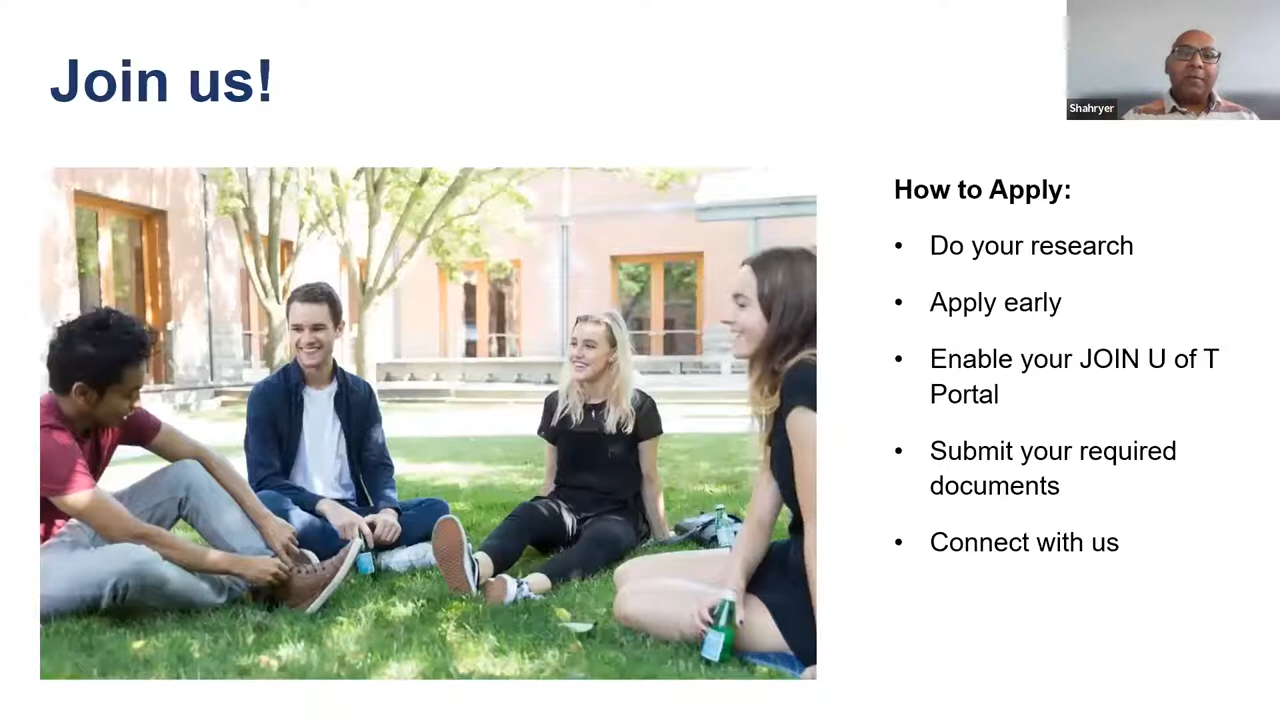 Join us!
Shahryer
How to Apply:
• Do your research
• Apply early
• Enable your JOIN U of T
Portal
• Submit your required
documents
• Connect with us